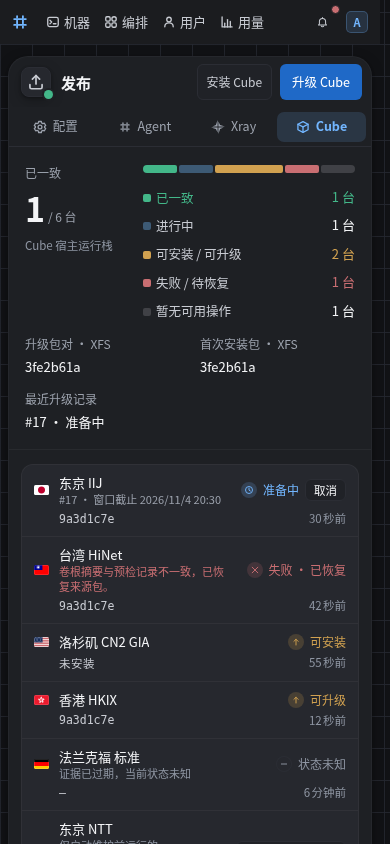 机器 编排 用户 用量 A
发布 安装 Cube 升级 Cube
配置 Agent Xray Cube
已一致
1 / 6 台
Cube 宿主运行栈
已一致 1 台
进行中 1 台
可安装 / 可升级 2 台
失败 / 待恢复 1 台
暂无可用操作 1 台
升级包对 · XFS 首次安装包 · XFS
3fe2b61a 3fe2b61a
最近升级记录
#17 · 准备中
东京 IIJ
#17 · 窗口截止 2026/11/4 20:30 准备中 取消
9a3d1c7e 30秒前
台湾 HiNet
卷根摘要与预检记录不一致，已恢 失败 · 已恢复
复来源包。
9a3d1c7e 42秒前
洛杉矶 CN2 GIA 可安装
未安装 55秒前
香港 HKIX 可升级
9a3d1c7e 12秒前
法兰克福 标准
证据已过期，当前状态未知 状态未知
— 6分钟前
东京 NTT